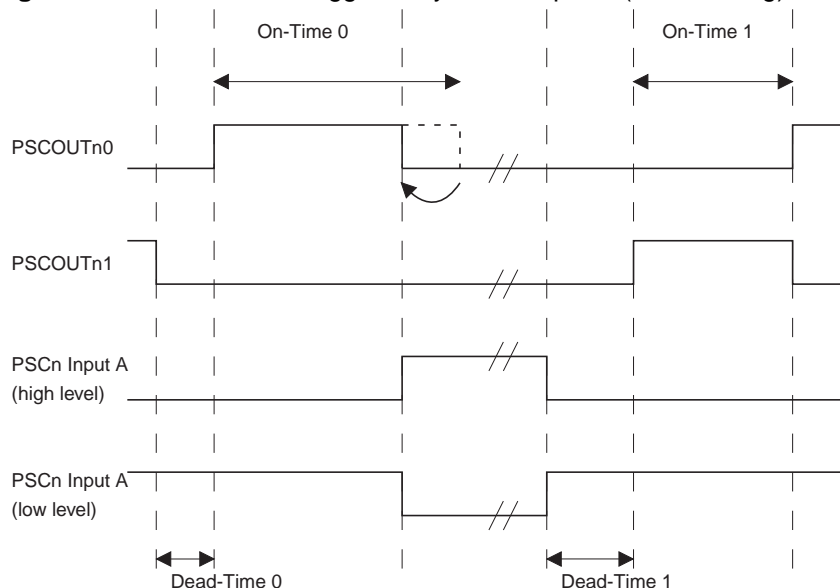 On-Time 0
On-Time 1
PSCOUTn0
PSCOUTn1
PSCn Input A
(high level)
PSCn Input A
(low level)
Dead-Time 0
Dead-Time 1